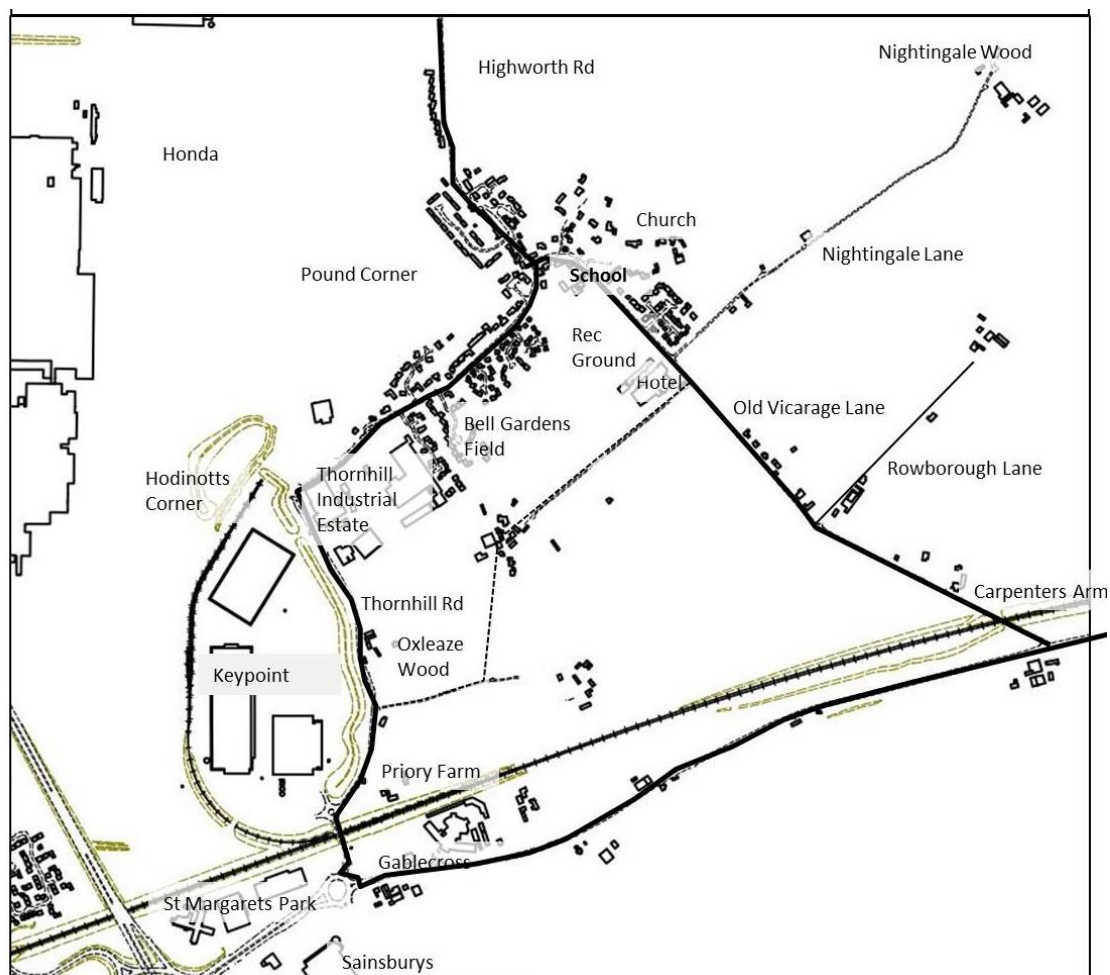 Highworth Rd
Nightingale Wood
Honda
Church
Pound Corner
School
Nightingale Lane
Rec
Ground
Hotel
Old Vicarage Lane
Bell Gardens
Field
Hodinotts
Corner
Thornhill
Industrial
Estate
Rowborough Lane
Thornhill Rd
Carpenters Arm
Oxleaze
Wood
Keypoint
Priory Farm
Gablecross
St Margarets Park
Sainsburys